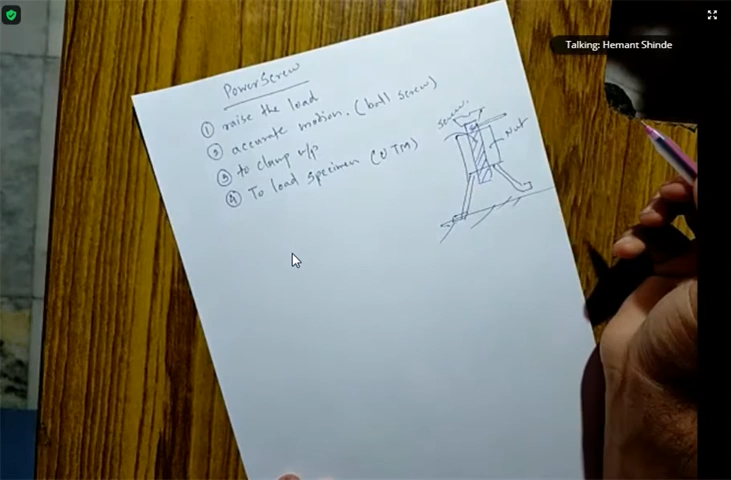 Talking: Hemant Shinde
Power Screw
① raise the load
② accurate motion. (ball screw)
③ to clamp w/p
④ To load specimen (UTM)
screw.
Nut